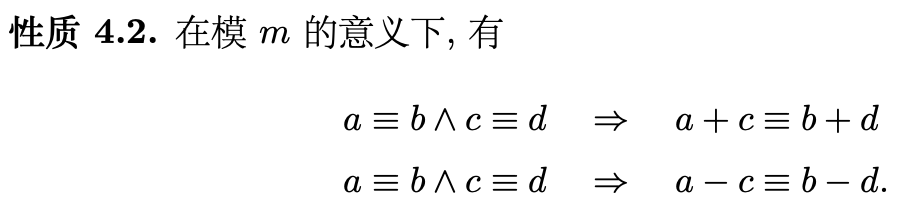 性质 4.2. 在模 m 的意义下, 有
a ≡ b ∧ c ≡ d ⇒ a + c ≡ b + d
a ≡ b ∧ c ≡ d ⇒ a − c ≡ b − d.